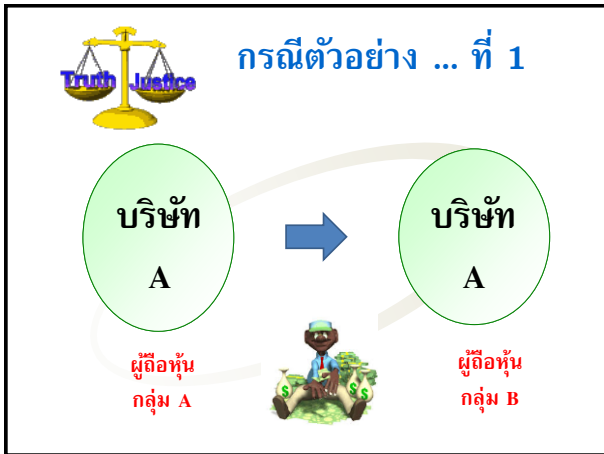 กรณีตัวอย่าง ... ที่ 1
Truth Justice
บริษัท
A
บริษัท
A
ผู้ถือหุ้น
กลุ่ม A
$ $ $
ผู้ถือหุ้น
กลุ่ม B